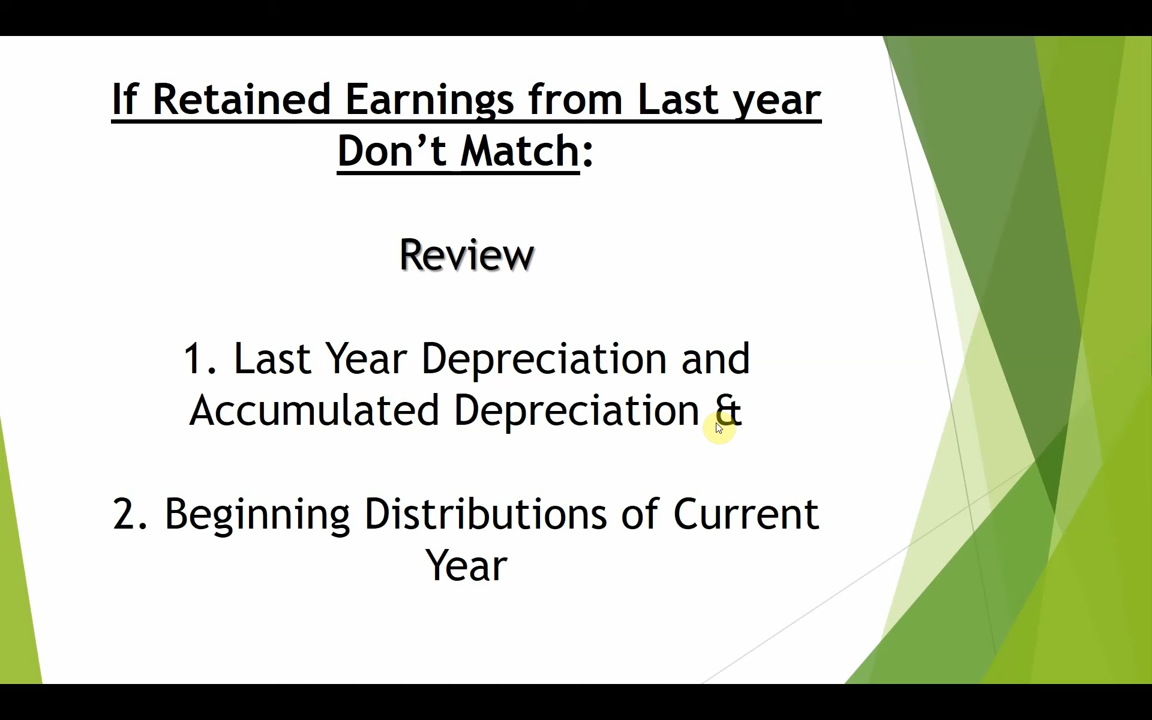 If Retained Earnings from Last year
Don’t Match:
Review
1. Last Year Depreciation and
Accumulated Depreciation &
2. Beginning Distributions of Current
Year